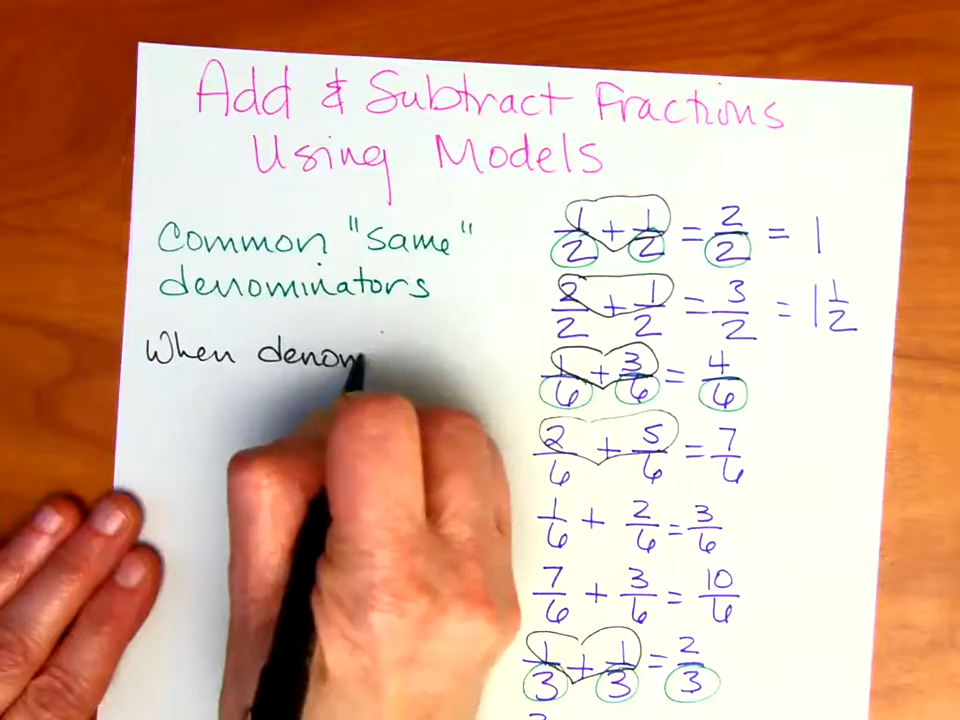 Add & Subtract Fractions
Using Models
Common "same"
denominators
When denom
1/2 + 1/2 = 2/2 = 1
2/2 + 1/2 = 3/2 = 1 1/2
1/6 + 3/6 = 4/6
2/6 + 5/6 = 7/6
1/6 + 2/6 = 3/6
7/6 + 3/6 = 10/6
1/3 + 1/3 = 2/3